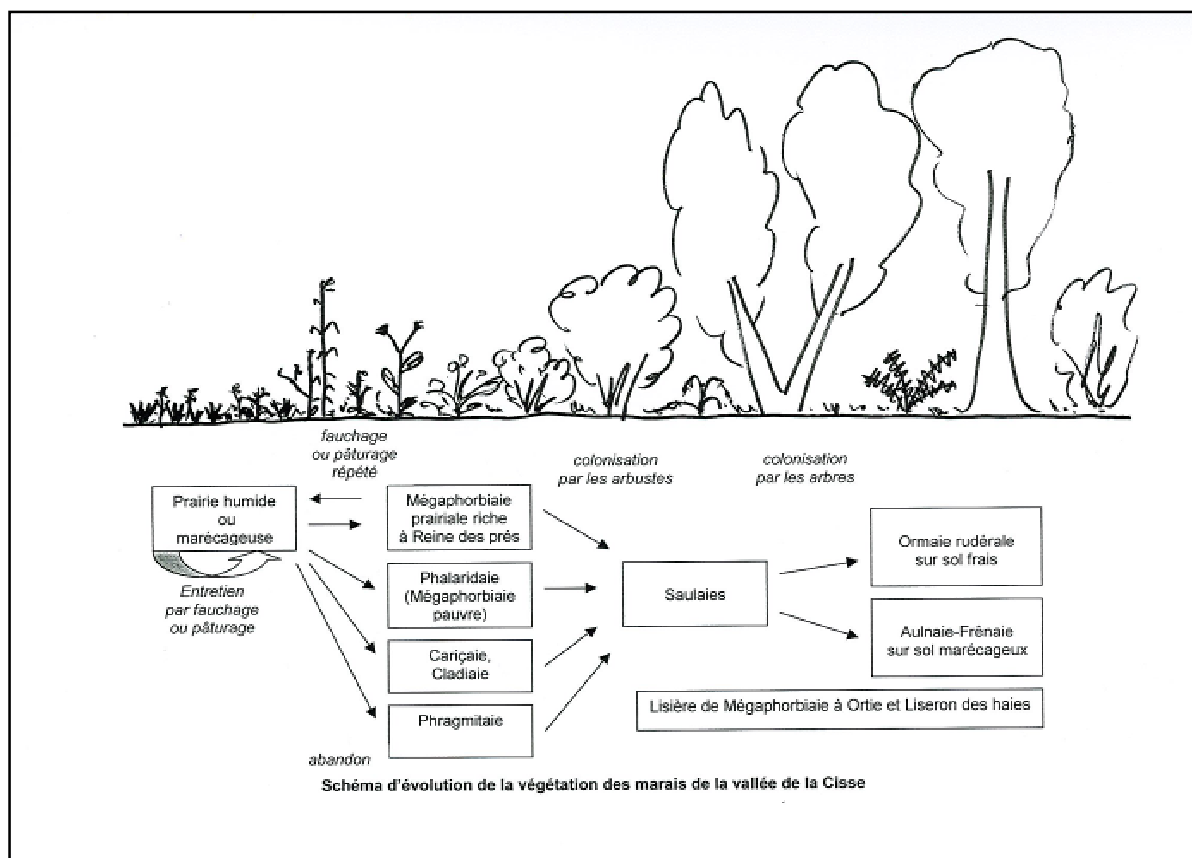 fauchage
ou pâturage
répété
colonisation
par les arbustes
colonisation
par les arbres
Prairie humide
ou
marécageuse
Mégaphorbiaie
prairiale riche
à Reine des prés
Ormaie rudérale
sur sol frais
Phalaridaie
(Mégaphorbiaie
pauvre)
Saulaies
Entretien
par fauchage
ou pâturage
Aulnaie-Frênaie
sur sol marécageux
Cariçaie,
Cladiaie
Lisière de Mégaphorbiaie à Ortie et Liseron des haies
Phragmitaie
abandon
Schéma d'évolution de la végétation des marais de la vallée de la Cisse